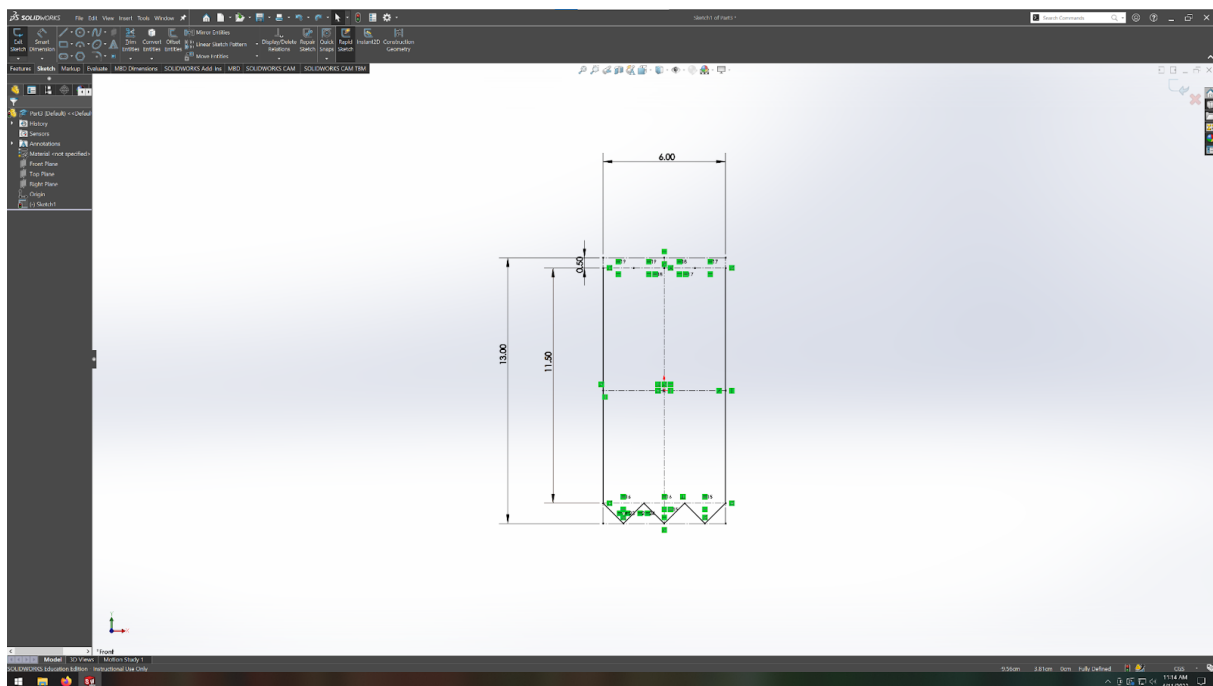 SOLIDWORKS File Edit View Insert Tools Window
Sketch1 of Part3 *
Search Commands
Exit Sketch
Smart Dimension
Trim Entities
Convert Entities
Offset Entities
Mirror Entities
Linear Sketch Pattern
Move Entities
Display/Delete Relations
Repair Sketch
Quick Snaps
Rapid Sketch
Instant2D
Construction Geometry
Features Sketch Markup Evaluate MBD Dimensions SOLIDWORKS Add-Ins MBD SOLIDWORKS CAM SOLIDWORKS CAM TBM
Part3 (Default) <<Defaul
History
Sensors
Annotations
Material <not specified>
Front Plane
Top Plane
Right Plane
Origin
(-) Sketch1
6.00
0.50
13.00
11.50
*Front
Model 3D Views Motion Study 1
SOLIDWORKS Education Edition - Instructional Use Only
9.56cm 3.81cm 0cm Fully Defined CGS
11:14 AM